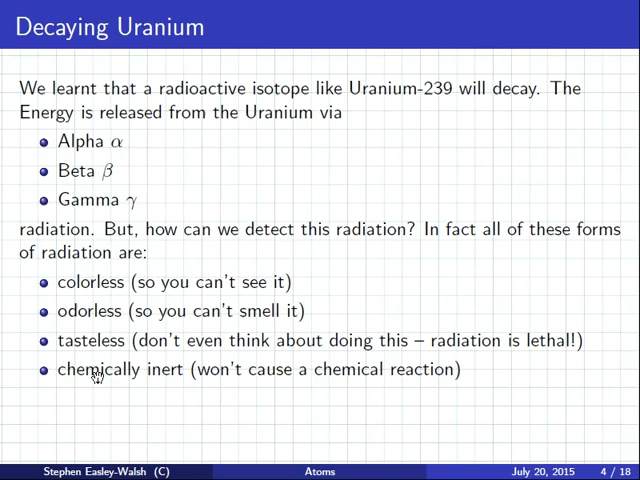 Decaying Uranium
We learnt that a radioactive isotope like Uranium-239 will decay. The
Energy is released from the Uranium via
Alpha α
Beta β
Gamma γ
radiation. But, how can we detect this radiation? In fact all of these forms
of radiation are:
colorless (so you can't see it)
odorless (so you can't smell it)
tasteless (don't even think about doing this – radiation is lethal!)
chemically inert (won't cause a chemical reaction)
Stephen Easley-Walsh (C) Atoms July 20, 2015 4 / 18